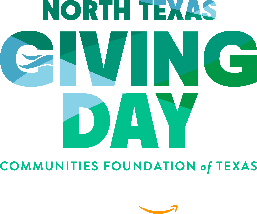 NORTH TEXAS
GIVING
DAY
COMMUNITIES FOUNDATION of TEXAS